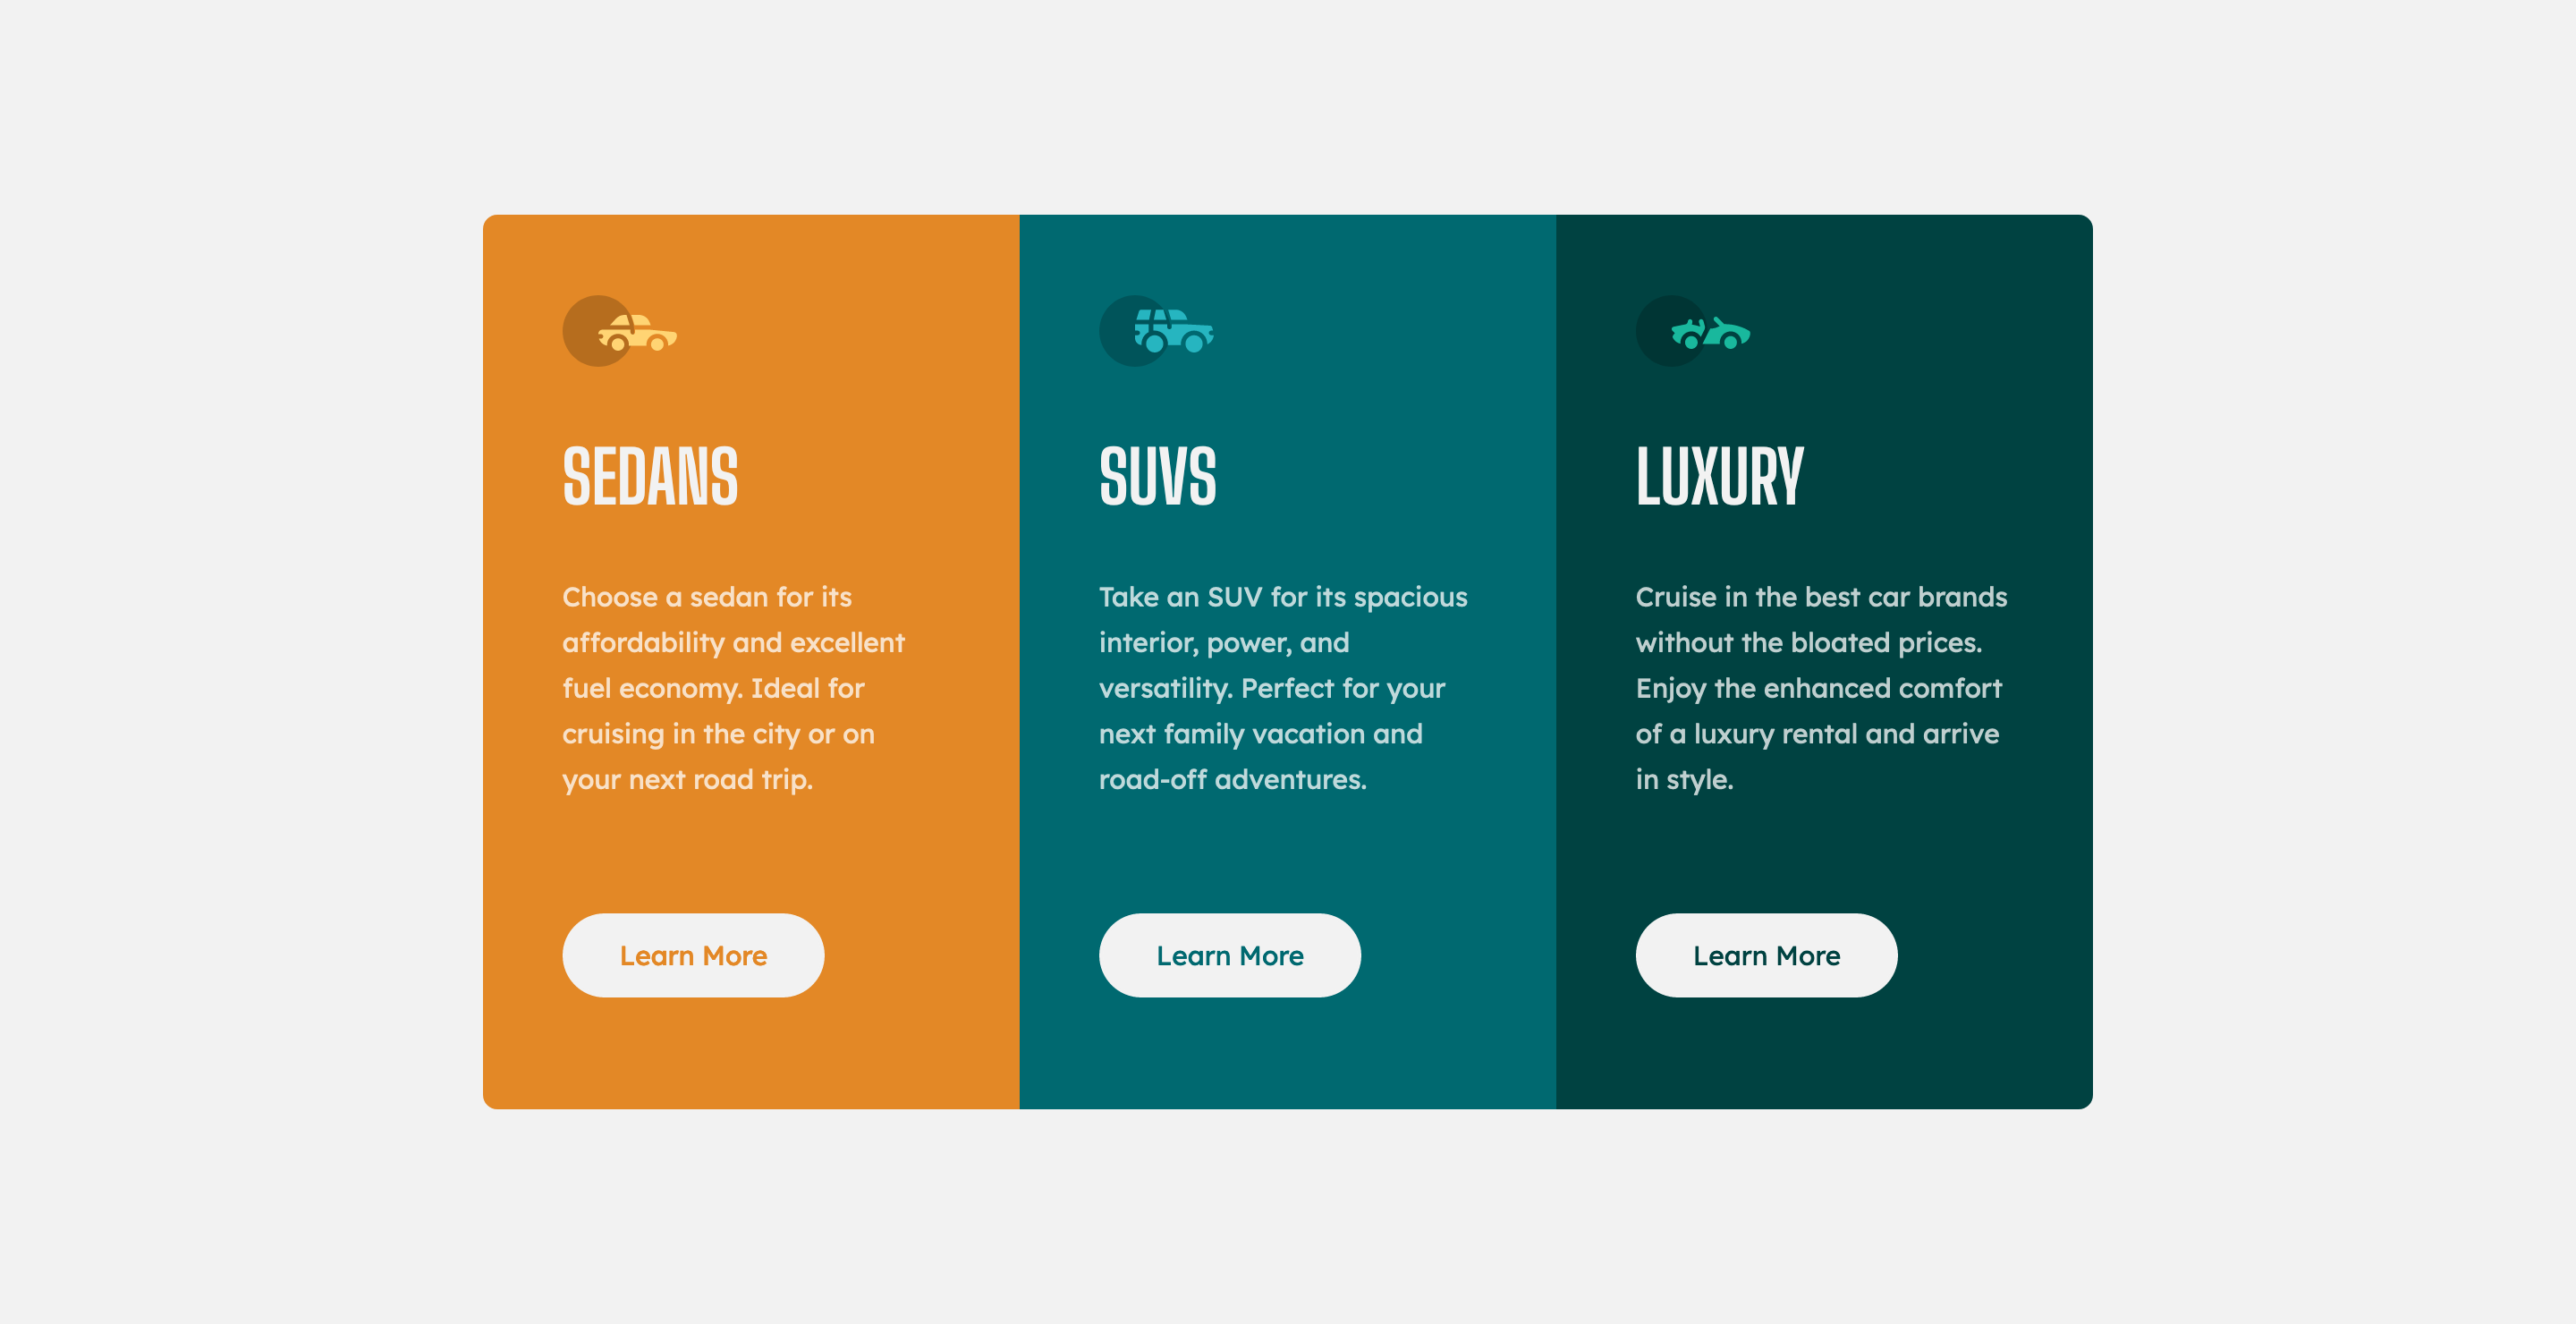 SEDANS
Choose a sedan for its
affordability and excellent
fuel economy. Ideal for
cruising in the city or on
your next road trip.
Learn More
SUVS
Take an SUV for its spacious
interior, power, and
versatility. Perfect for your
next family vacation and
road-off adventures.
Learn More
LUXURY
Cruise in the best car brands
without the bloated prices.
Enjoy the enhanced comfort
of a luxury rental and arrive
in style.
Learn More